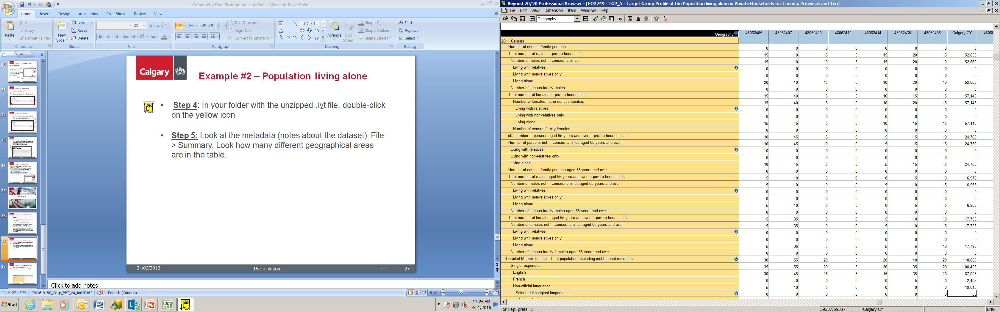 Community Data Program presentation - Microsoft PowerPoint
Home Insert Design Animations Slide Show Review View
Paste
Cut
Copy
Format Painter
Clipboard
New Slide
Layout
Reset
Delete
Slides
20
B I U abc S AV Aa A
Font
Paragraph
Text Direction
Align Text
Convert to SmartArt
Arrange
Quick Styles
Shape Fill
Shape Outline
Shape Effects
Drawing
Find
Replace
Select
Editing
20
21
22
23
24
25
26
27
28
Calgary
Example #2 – Population living alone
• Step 4: In your folder with the unzipped .ivt file, double-click
on the yellow icon
• Step 5: Look at the metadata (notes about the dataset). File
> Summary. Look how many different geographical areas
are in the table.
21/03/2016 Presentation V04 27
Click to add notes
Slide 27 of 29 "2016-0180_Corp_PPT_V4_Jan2016" English (Canada) 81%
Start
11:26 AM
3/21/2016
Beyond 20/20 Professional Browser - [EO2249 - TGP_5 - Target Group Profile of the Population living alone in Private Households for Canada, Provinces and Terr]
File Edit View Dimension Item Window Help
Geography
Geography 48062405 48062407 48062410 48062412 48062414 48062435 48062438 Calgary CY 48060
2011 Census
Number of census family persons 0 0 0 0 0 0 0 0
Total number of males in private households 15 10 15 5 15 20 5 52,855
Number of males not in census families 15 10 10 5 15 20 10 52,860
Living with relatives 0 0 0 0 0 0 0 0
Living with non-relatives only 0 0 0 0 0 0 0 0
Living alone 20 10 15 5 10 20 10 52,855
Number of census family males 0 0 0 0 0 0 0 0
Total number of females in private households 15 40 5 5 10 15 15 57,145
Number of females not in census families 15 40 5 0 10 20 15 57,145
Living with relatives 0 0 0 0 0 0 0 0
Living with non-relatives only 0 0 0 0 0 0 0 0
Living alone 15 45 5 0 10 15 15 57,145
Number of census family females 0 0 0 0 0 0 0 0
Total number of persons aged 65 years and over in private households 10 45 5 0 5 15 10 24,760
Number of persons not in census families aged 65 years and over 10 45 10 0 5 15 5 24,760
Living with relatives 0 0 0 0 0 0 0 0
Living with non-relatives only 0 0 0 0 0 0 0 0
Living alone 10 45 5 0 5 15 5 24,760
Number of census family persons aged 65 years and over 0 0 0 0 0 0 0 0
Total number of males aged 65 years and over in private households 5 10 5 0 0 5 0 6,970
Number of males not in census families aged 65 years and over 5 10 0 0 5 10 5 6,965
Living with relatives 0 0 0 0 0 0 0 0
Living with non-relatives only 0 0 0 0 0 0 0 0
Living alone 5 10 5 0 0 5 5 6,965
Number of census family males aged 65 years and over 0 0 0 0 0 0 0 0
Total number of females aged 65 years and over in private households 5 35 0 0 5 10 10 17,795
Number of females not in census families aged 65 years and over 5 35 0 0 5 10 5 17,795
Living with relatives 0 0 0 0 0 0 0 0
Living with non-relatives only 0 0 0 0 0 0 0 0
Living alone 5 35 5 0 5 5 10 17,790
Number of census family females aged 65 years and over 0 0 0 0 0 0 0 0
Detailed Mother Tongue - Total population excluding institutional residents 30 55 20 5 20 40 20 110,005
Single responses 35 55 20 5 20 35 20 108,425
English 30 45 15 5 15 35 20 87,005
French 0 0 0 0 0 5 0 2,405
Non-official languages 5 10 5 0 0 0 0 19,015
Selected Aboriginal languages 0 0 0 0 0 0 0 50
For Help, press F1 59337/59337 Calgary CY ENG